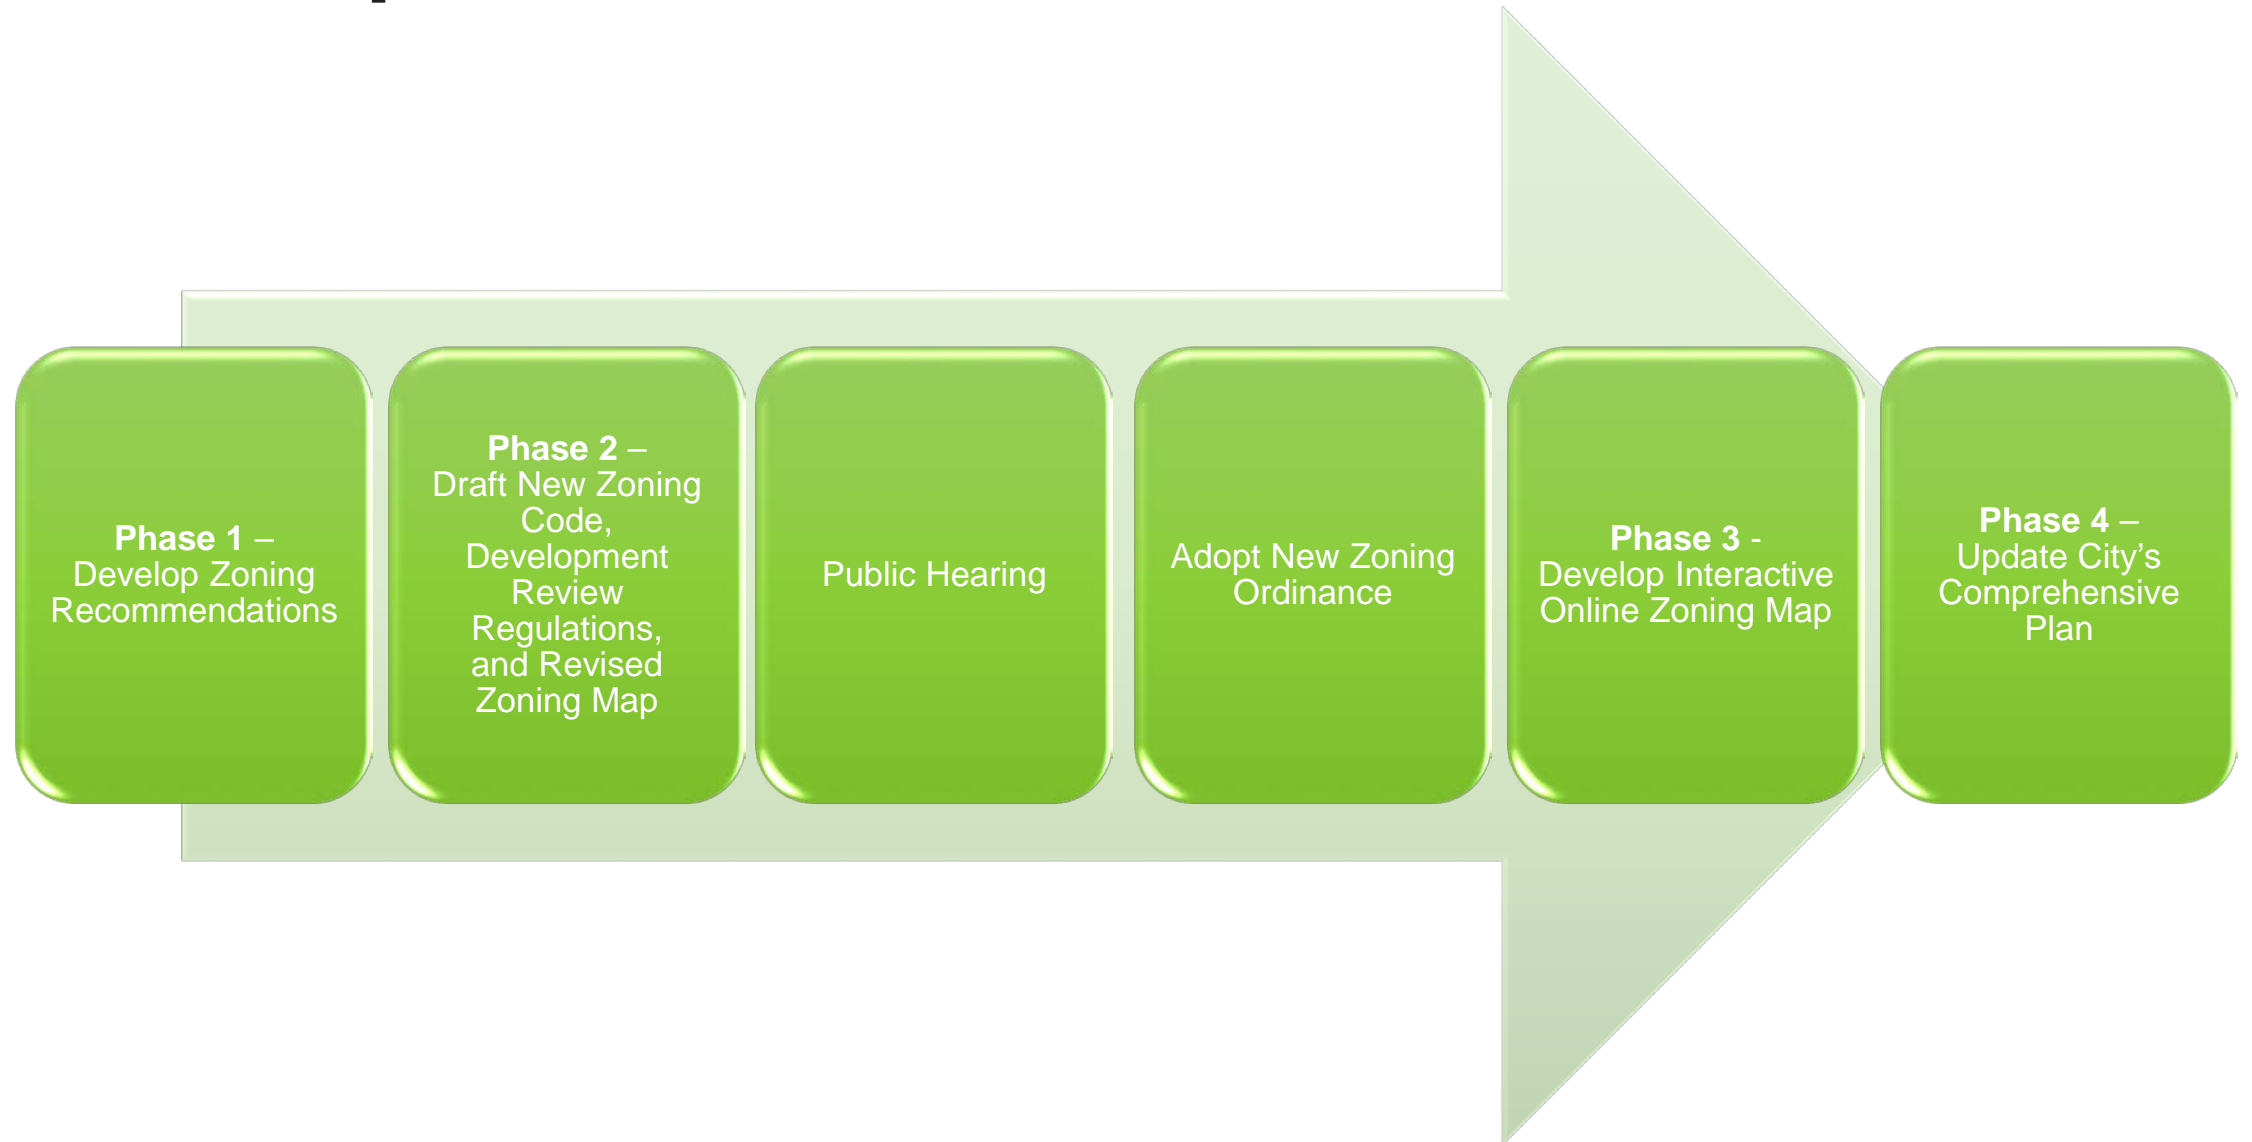 Phase 1 –
Develop Zoning
Recommendations
Phase 2 –
Draft New Zoning
Code,
Development
Review
Regulations,
and Revised
Zoning Map
Public Hearing
Adopt New Zoning
Ordinance
Phase 3 -
Develop Interactive
Online Zoning Map
Phase 4 –
Update City’s
Comprehensive
Plan